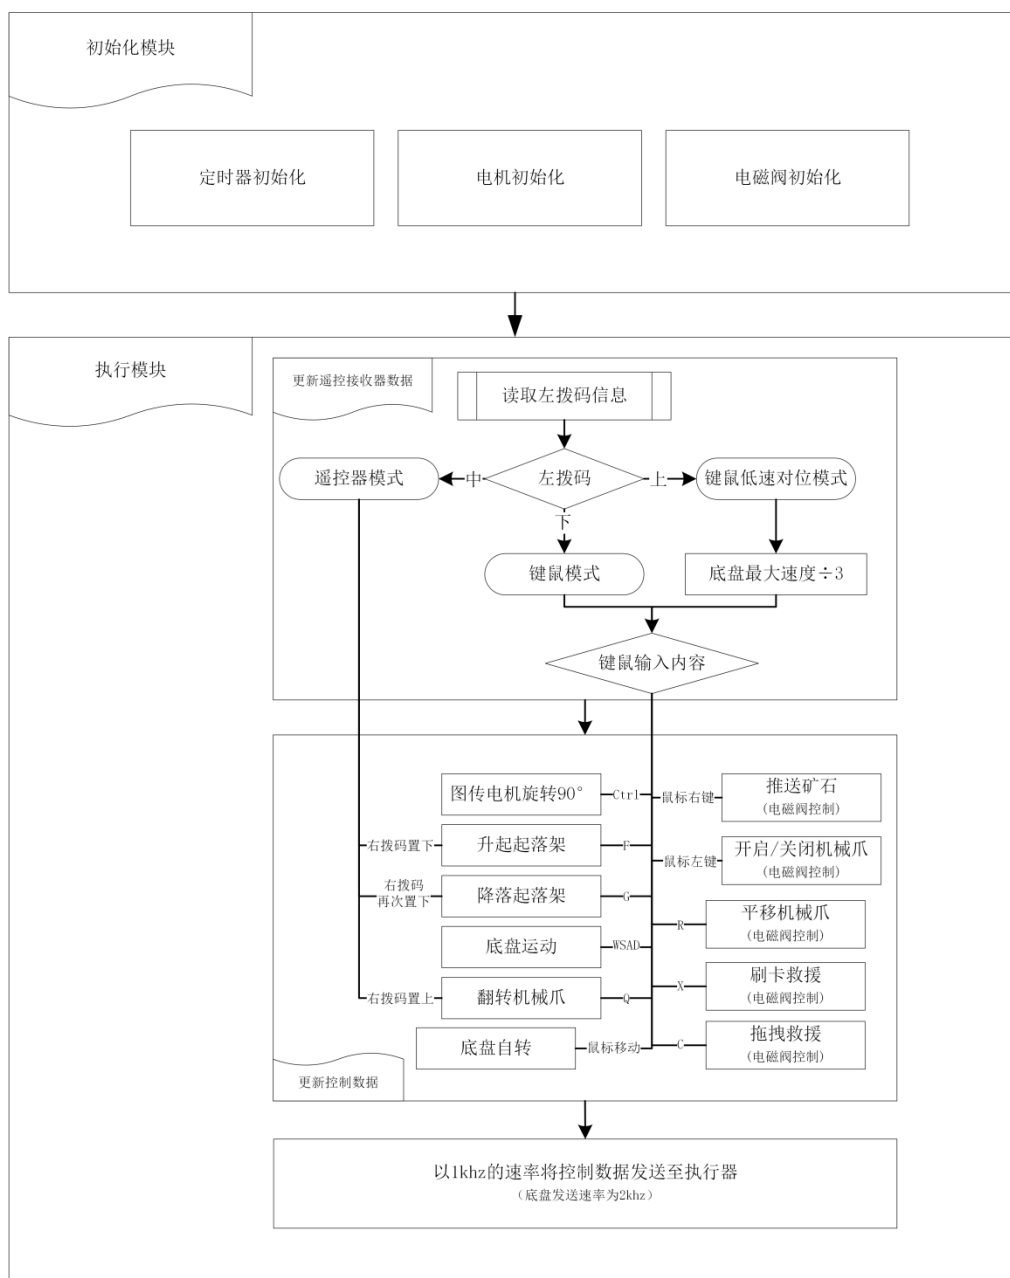 初始化模块
定时器初始化
电机初始化
电磁阀初始化
执行模块
更新遥控接收器数据
读取左拨码信息
遥控器模式
中
左拨码
上
键鼠低速对位模式
下
键鼠模式
底盘最大速度÷3
键鼠输入内容
图传电机旋转90°
Ctrl
鼠标右键
推送矿石
(电磁阀控制)
右拨码置下
升起起落架
F
鼠标左键
开启/关闭机械爪
(电磁阀控制)
右拨码
再次置下
降落起落架
G
R
平移机械爪
(电磁阀控制)
底盘运动
WSAD
右拨码置上
翻转机械爪
Q
X
刷卡救援
(电磁阀控制)
底盘自转
鼠标移动
C
拖拽救援
(电磁阀控制)
更新控制数据
以1khz的速率将控制数据发送至执行器
（底盘发送速率为2khz）